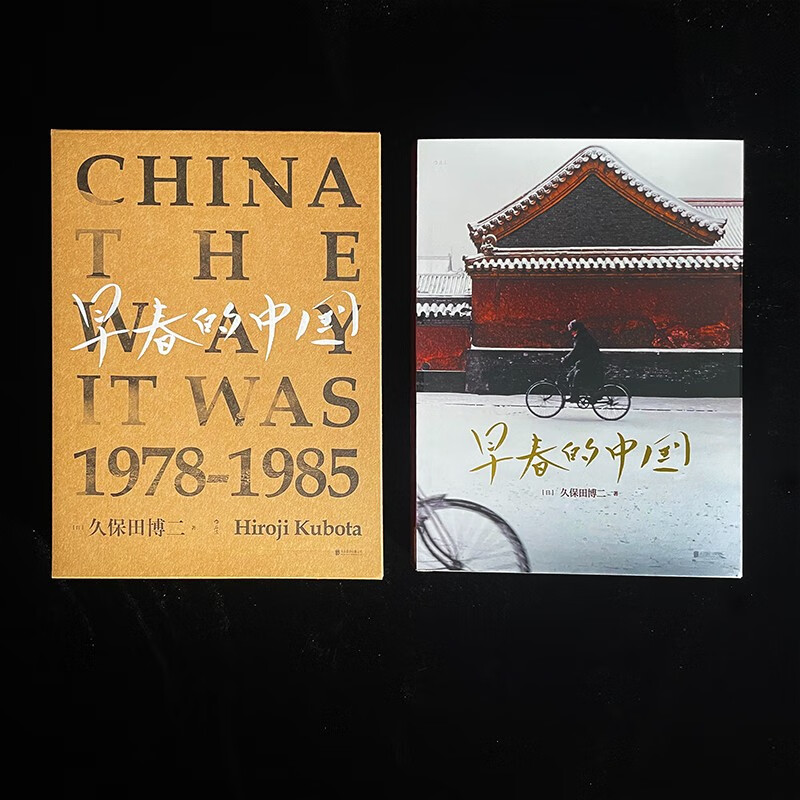 CHINA
THE
早春的中国
WAY
IT WAS
1978-1985
[日] 久保田博二 著
Hiroji Kubota
早春的中国
[日] 久保田博二 著